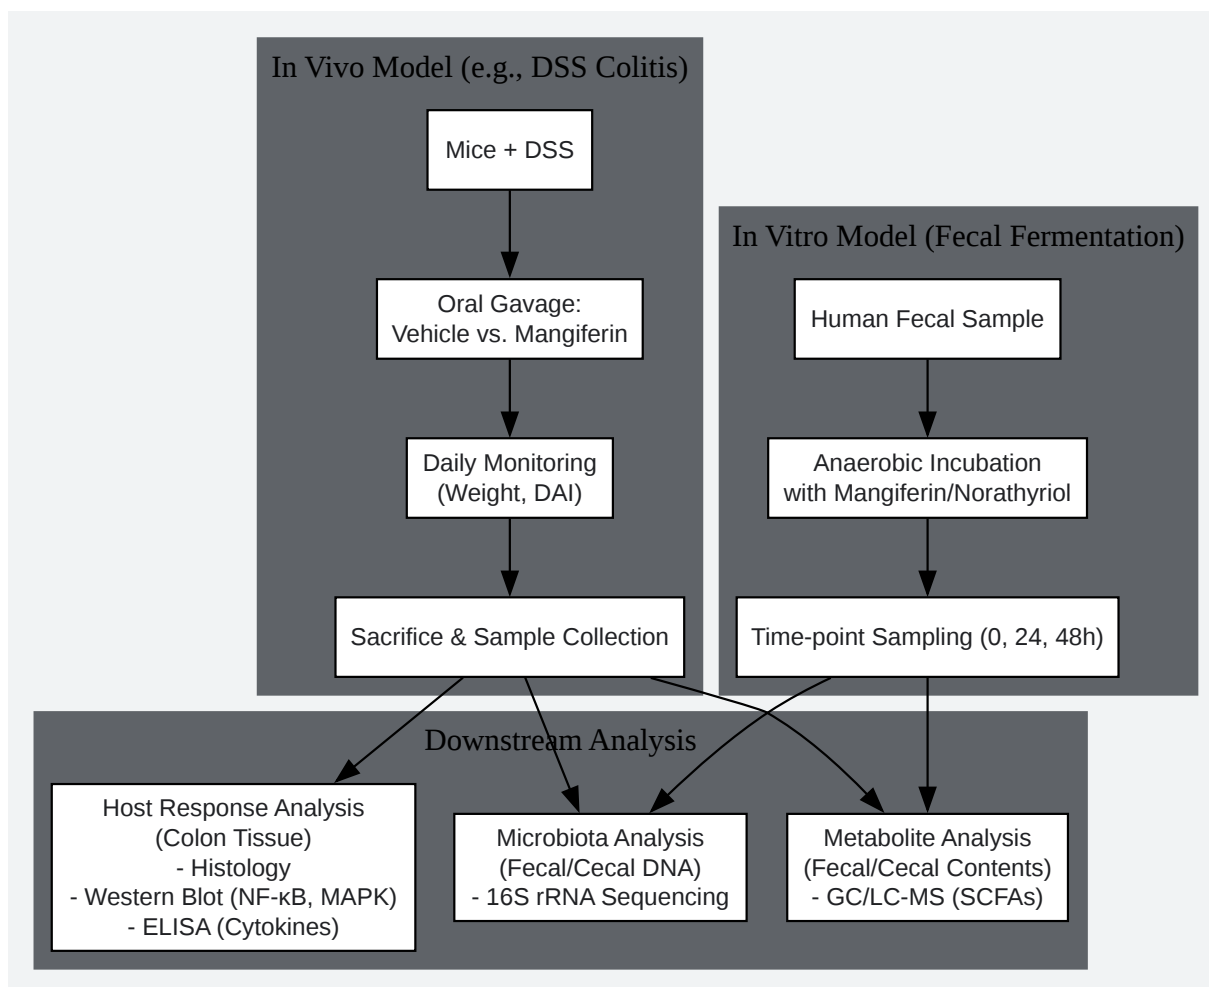 In Vivo Model (e.g., DSS Colitis)
Mice + DSS
Oral Gavage:
Vehicle vs. Mangiferin
Daily Monitoring
(Weight, DAI)
Sacrifice & Sample Collection
In Vitro Model (Fecal Fermentation)
Human Fecal Sample
Anaerobic Incubation
with Mangiferin/Norathyriol
Time-point Sampling (0, 24, 48h)
Downstream Analysis
Host Response Analysis
(Colon Tissue)
- Histology
- Western Blot (NF-κB, MAPK)
- ELISA (Cytokines)
Microbiota Analysis
(Fecal/Cecal DNA)
- 16S rRNA Sequencing
Metabolite Analysis
(Fecal/Cecal Contents)
- GC/LC-MS (SCFAs)